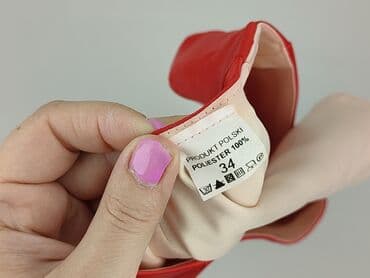 PRODUKT POLSKI
POLIESTER 100%
34